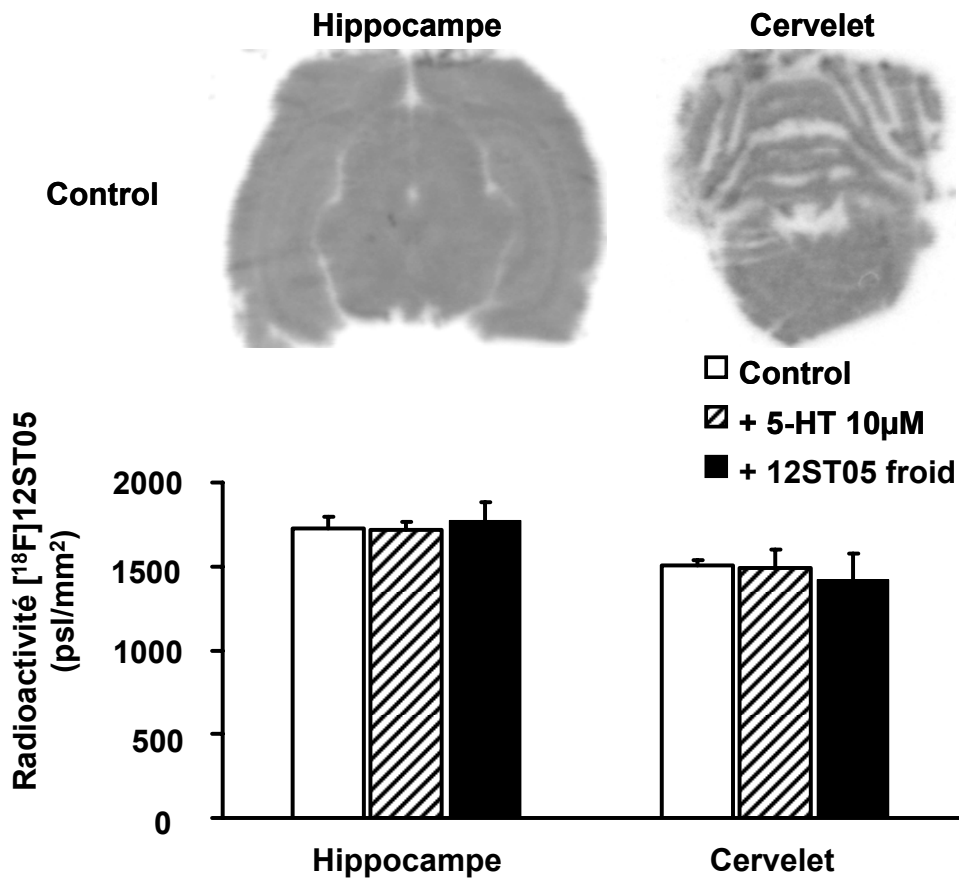 Hippocampe Cervelet
Control
Control
+ 5-HT 10µM
+ 12ST05 froid
Radioactivité [¹⁸F]12ST05
(psl/mm²)
2000
1500
1000
500
0
Hippocampe Cervelet